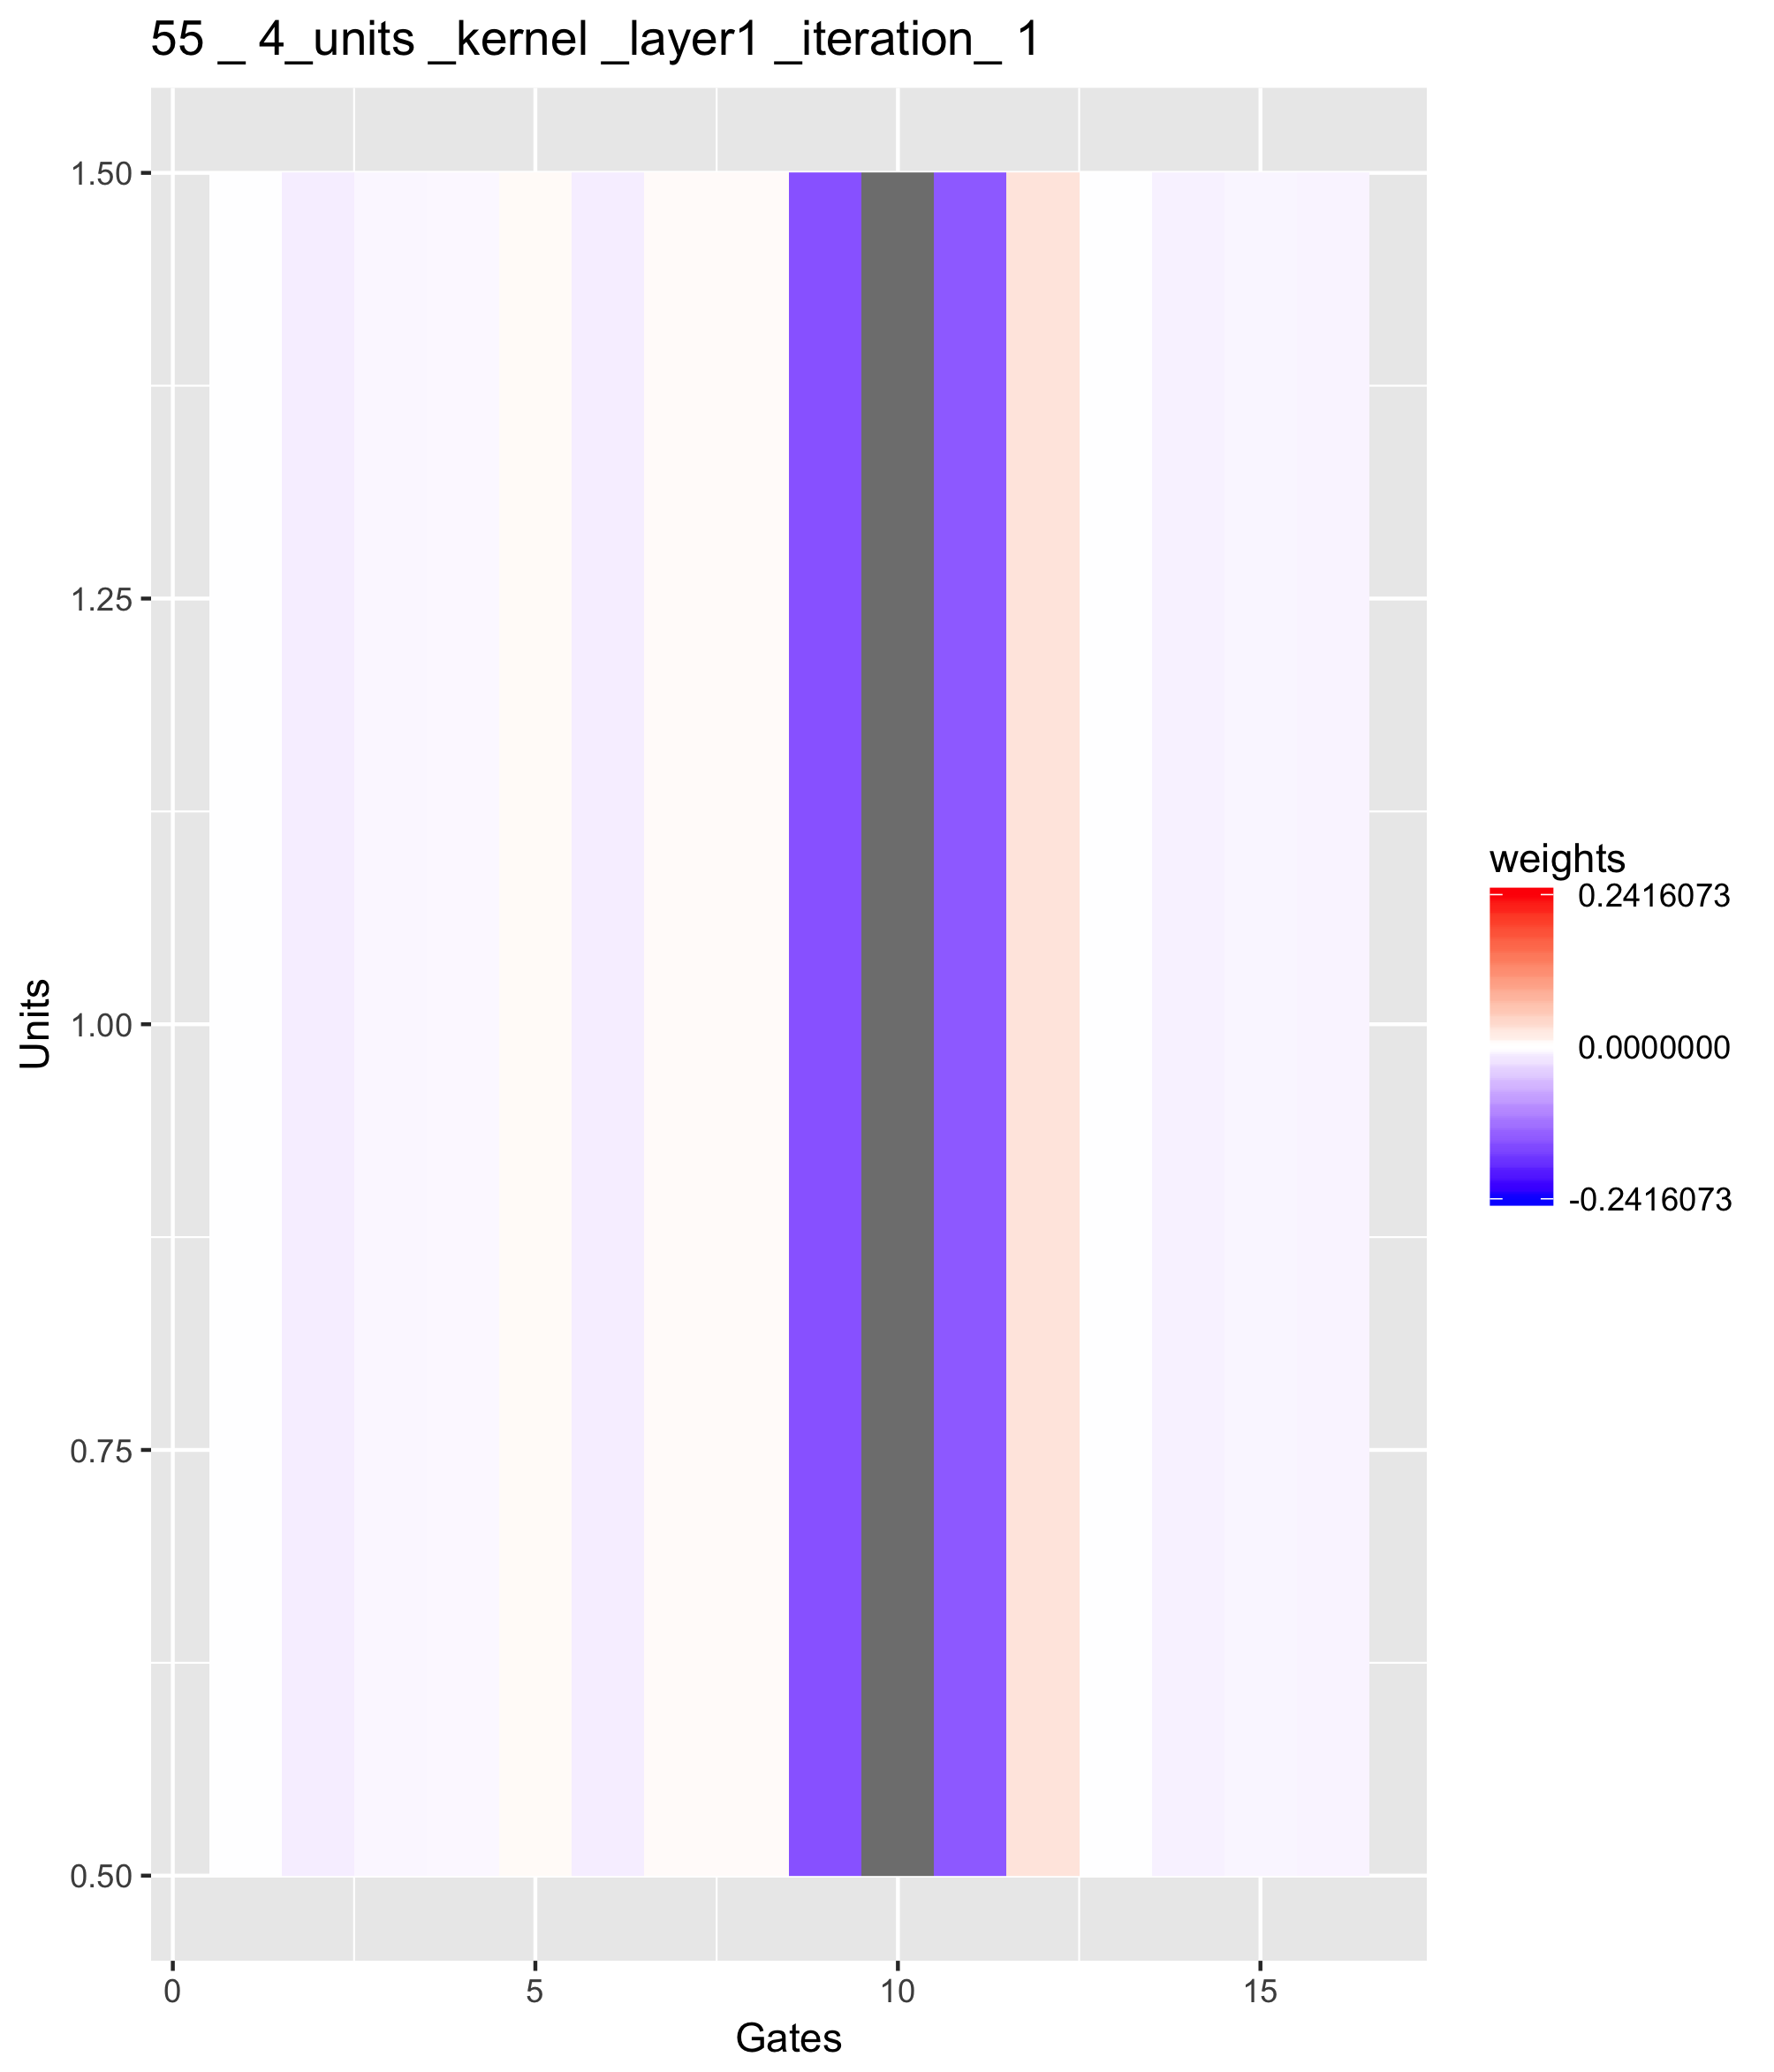 55 _ 4_units _kernel _layer1 _iteration_ 1
1.50
1.25
1.00
0.75
0.50
Units
0 5 10 15
Gates
weights
0.2416073
0.0000000
-0.2416073